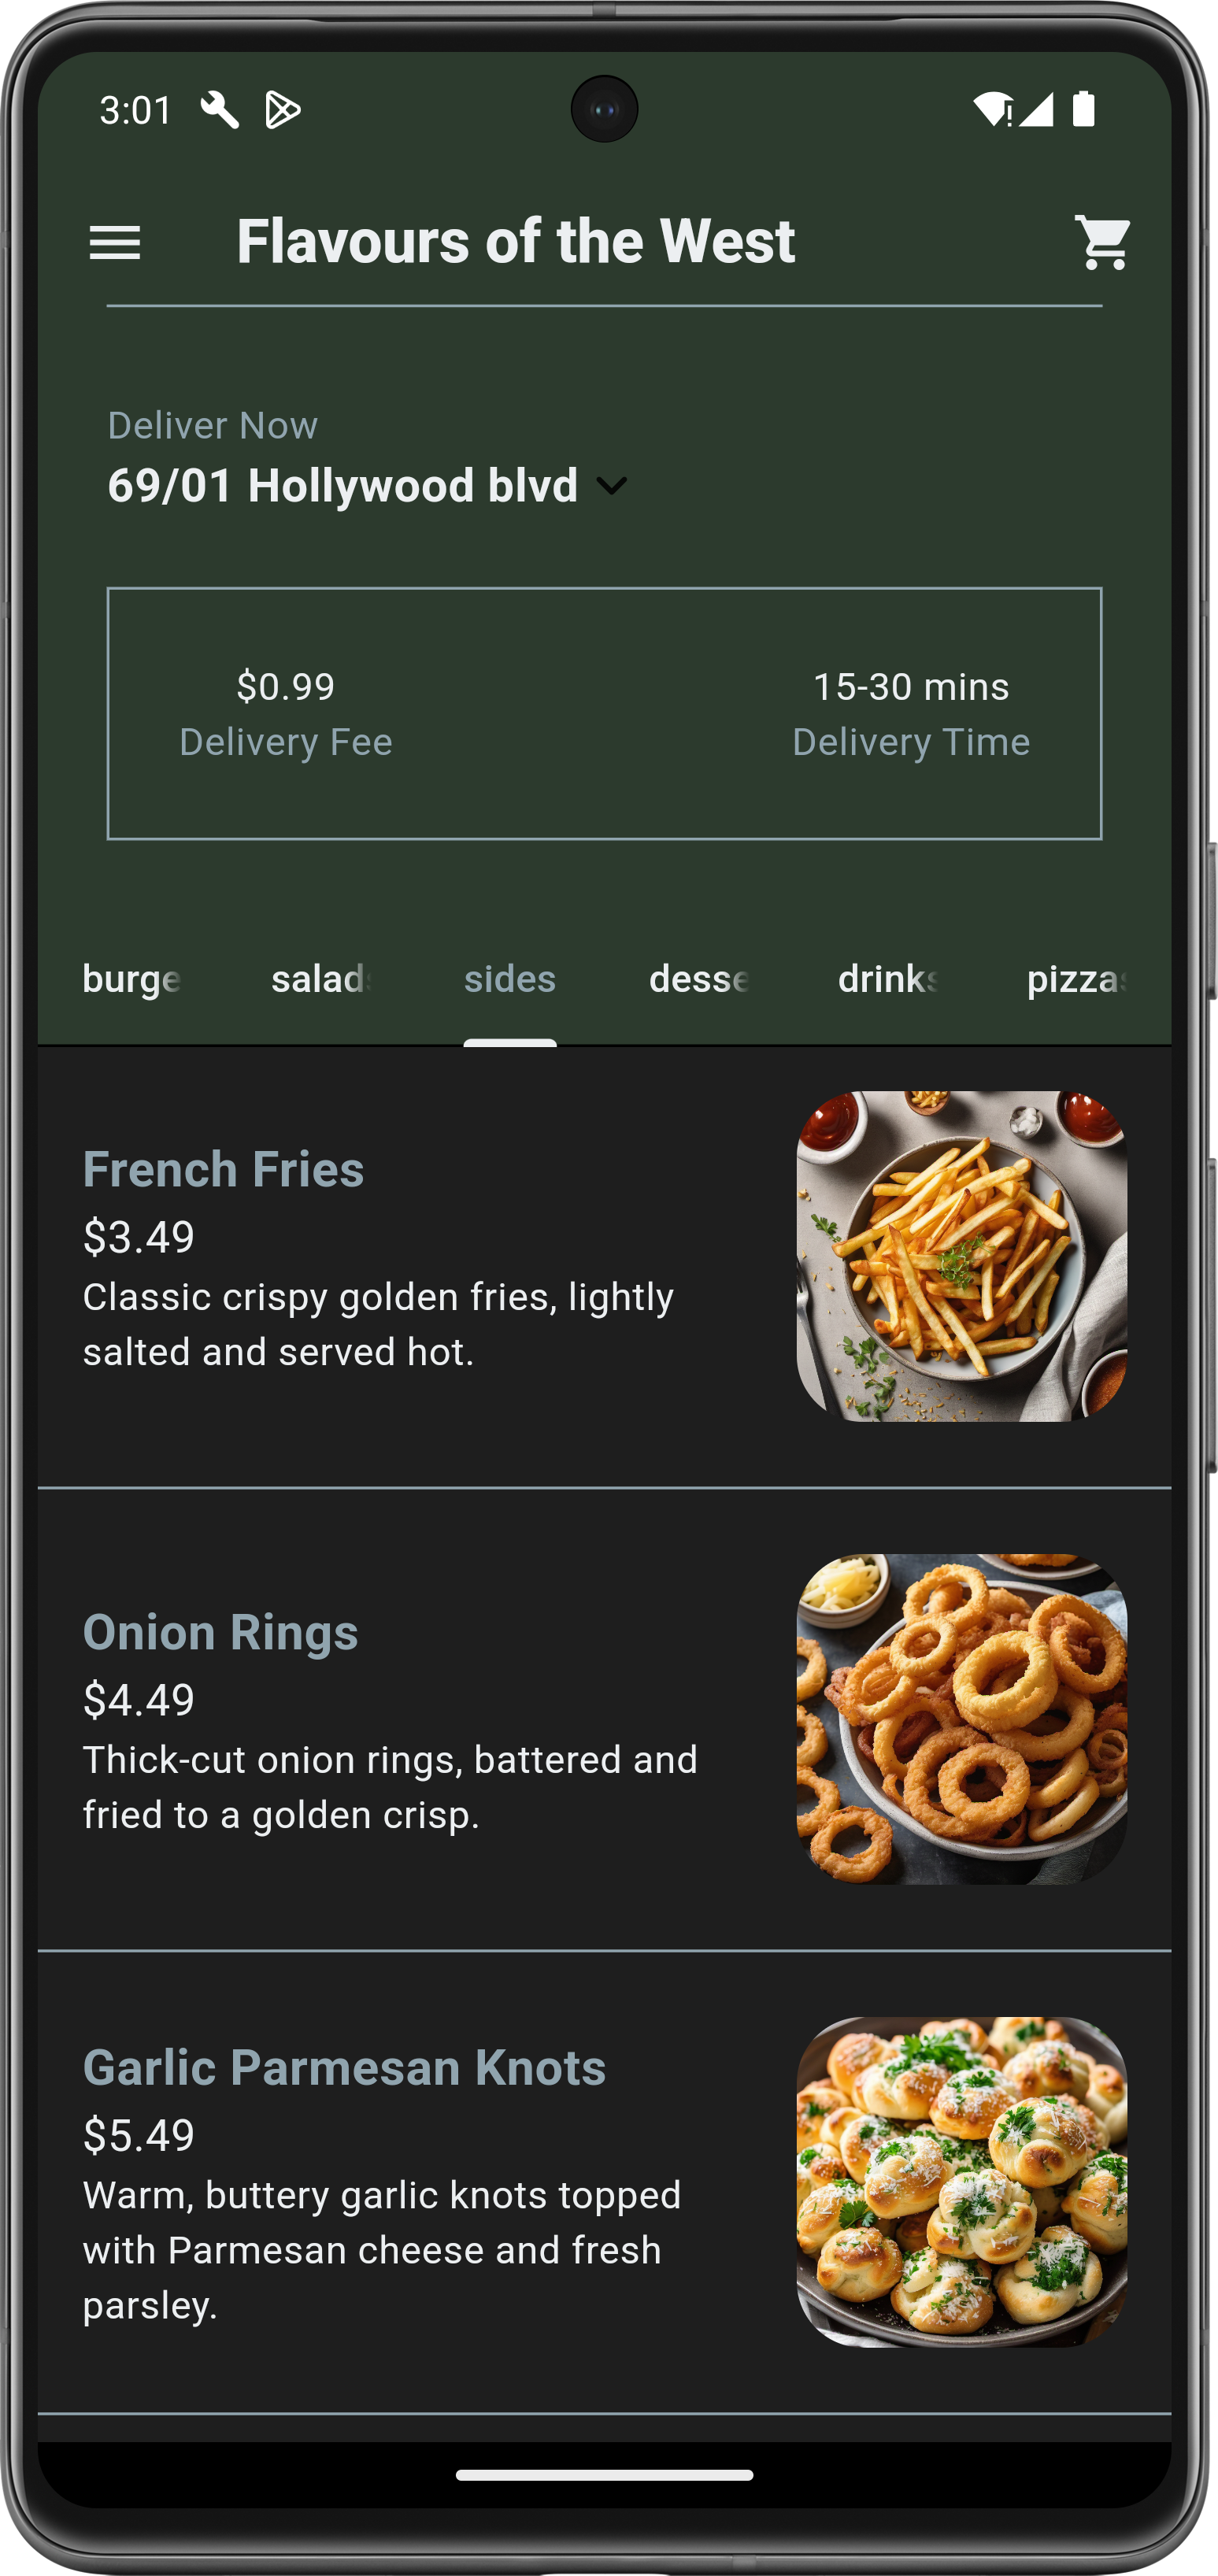 3:01
Flavours of the West
Deliver Now
69/01 Hollywood blvd
$0.99
15-30 mins
Delivery Fee
Delivery Time
burge salads sides desse drinks pizzas
French Fries
$3.49
Classic crispy golden fries, lightly
salted and served hot.
Onion Rings
$4.49
Thick-cut onion rings, battered and
fried to a golden crisp.
Garlic Parmesan Knots
$5.49
Warm, buttery garlic knots topped
with Parmesan cheese and fresh
parsley.